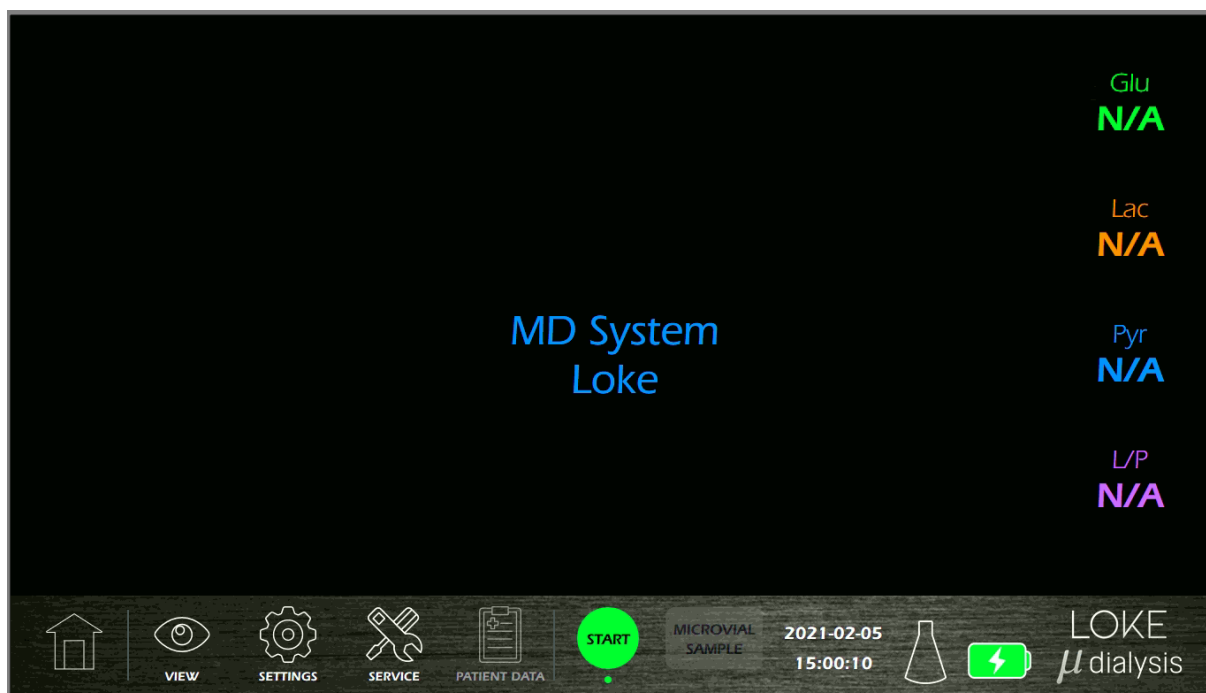 Glu
N/A
Lac
N/A
MD System
Loke
Pyr
N/A
L/P
N/A
VIEW
SETTINGS
SERVICE
PATIENT DATA
START
MICROVIAL
SAMPLE
2021-02-05
15:00:10
LOKE
μ dialysis